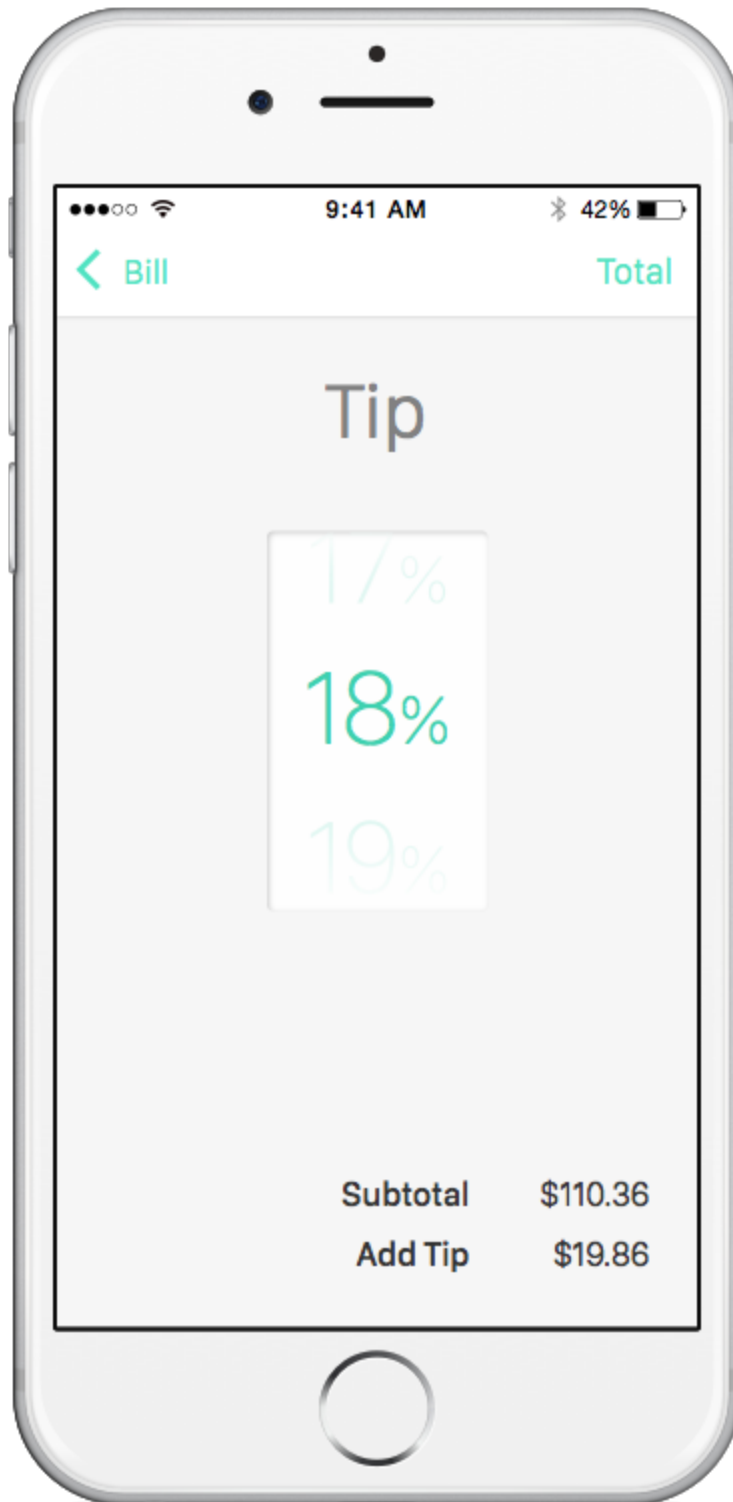 9:41 AM 42%
Bill Total
Tip
17%
18%
19%
Subtotal $110.36
Add Tip $19.86